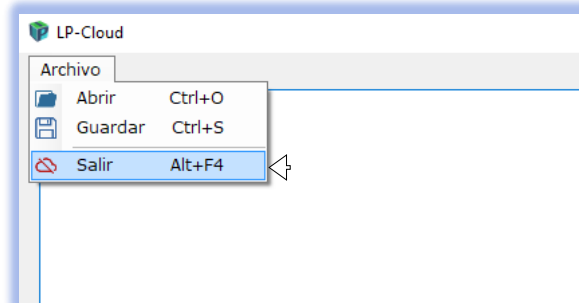 LP-Cloud
Archivo
Abrir Ctrl+O
Guardar Ctrl+S
Salir Alt+F4